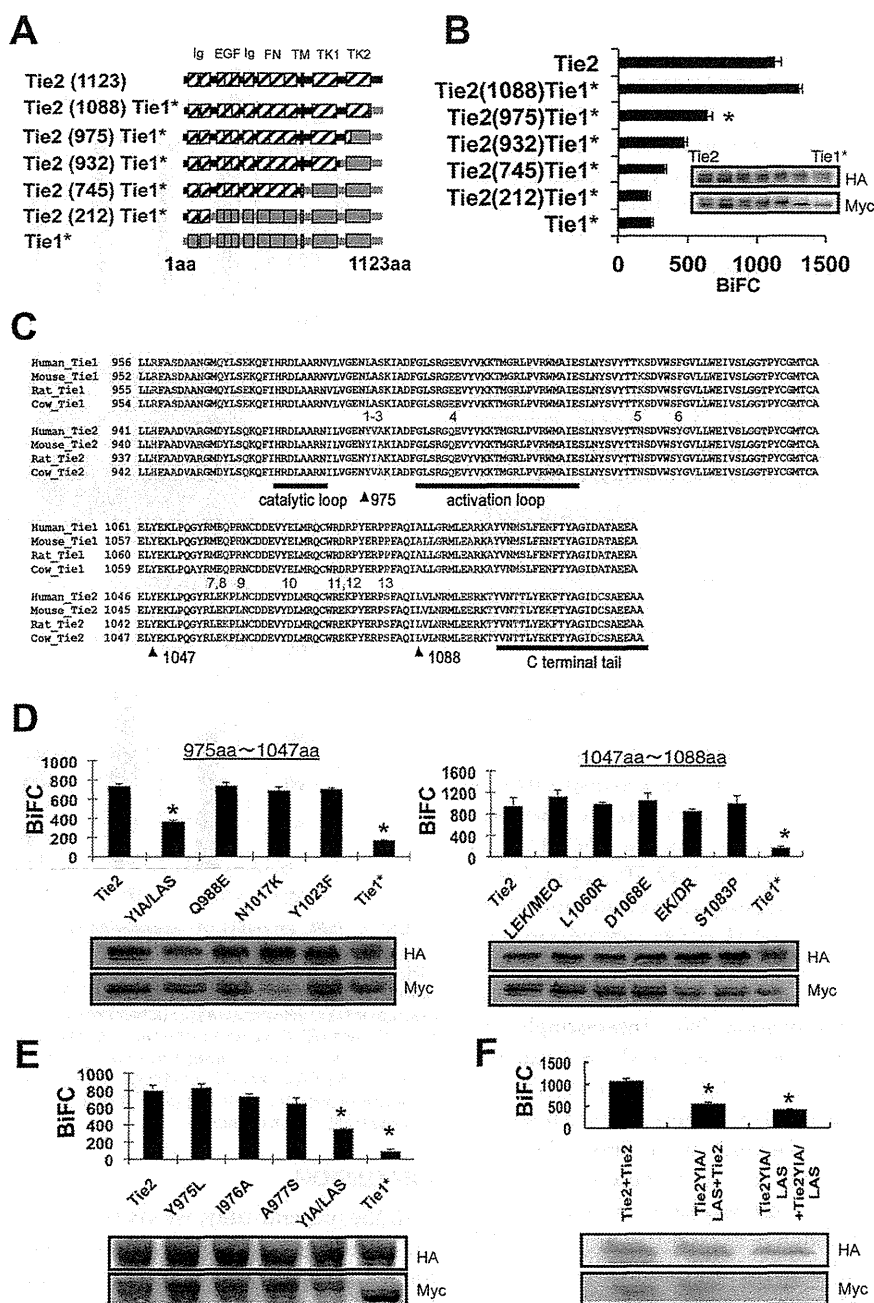 A
Ig EGF Ig FN TM TK1 TK2
Tie2 (1123)
Tie2 (1088) Tie1*
Tie2 (975) Tie1*
Tie2 (932) Tie1*
Tie2 (745) Tie1*
Tie2 (212) Tie1*
Tie1*
1aa 1123aa
B
Tie2
Tie2(1088)Tie1*
Tie2(975)Tie1*
*
Tie2(932)Tie1*
Tie2(745)Tie1*
Tie2(212)Tie1*
Tie1*
Tie2 Tie1*
HA
Myc
0 500 1000 1500
BiFC
C
Human_Tie1 956 LLRFASDAANGMQYLSEKQFIHRDLAARNVLVGENLASKIADFGLSRGEEVYVKKTMGRLPVRWMAIESLNYSVYTTKSDVWSFGVLLWEIVSLGGTPYCGMTCA
Mouse_Tie1 952 LLRFASDAANGMQYLSEKQFIHRDLAARNVLVGENLASKIADFGLSRGEEVYVKKTMGRLPVRWMAIESLNYSVYTTKSDVWSFGVLLWEIVSLGGTPYCGMTCA
Rat_Tie1 955 LLRFASDAANGMQYLSEKQFIHRDLAARNVLVGENLASKIADFGLSRGEEVYVKKTMGRLPVRWMAIESLNYSVYTTKSDVWSFGVLLWEIVSLGGTPYCGMTCA
Cow_Tie1 954 LLRFASDAANGMQYLSEKQFIHRDLAARNVLVGENLASKIADFGLSRGEEVYVKKTMGRLPVRWMAIESLNYSVYTTKSDVWSFGVLLWEIVSLGGTPYCGMTCA
1-3 4 5 6
Human_Tie2 941 LLHFAADVARGMDYLSQKQFIHRDLAARNILVGENYVAKIADFGLSRGQEVYVKKTMGRLPVRWMAIESLNYSVYTTNSDVWSYGVLLWEIVSLGGTPYCGMTCA
Mouse_Tie2 940 LLHFAADVARGMDYLSQKQFIHRDLAARNILVGENYIAKIADFGLSRGQEVYVKKTMGRLPVRWMAIESLNYSVYTTNSDVWSYGVLLWEIVSLGGTPYCGMTCA
Rat_Tie2 937 LLHFAADVARGMDYLSQKQFIHRDLAARNILVGENYIAKIADFGLSRGQEVYVKKTMGRLPVRWMAIESLNYSVYTTNSDVWSYGVLLWEIVSLGGTPYCGMTCA
Cow_Tie2 942 LLHFAADVARGMDYLSQKQFIHRDLAARNILVGENYVAKIADFGLSRGQEVYVKKTMGRLPVRWMAIESLNYSVYTTNSDVWSYGVLLWEIVSLGGTPYCGMTCA
catalytic loop ▲975 activation loop
Human_Tie1 1061 ELYEKLPQGYRMEQPRNCDDEVYELMRQCWRDRPYERPPFAQIALLGRMLEARKAYVNMSLFENFTYAGIDATAEEA
Mouse_Tie1 1057 ELYEKLPQGYRMEQPRNCDDEVYELMRQCWRDRPYERPPFAQIALLGRMLEARKAYVNMSLFENFTYAGIDATAEEA
Rat_Tie1 1060 ELYEKLPQGYRMEQPRNCDDEVYELMRQCWRDRPYERPPFAQIALLGRMLEARKAYVNMSLFENFTYAGIDATAEEA
Cow_Tie1 1059 ELYEKLPQAYRMEQPRNCDDEVYELMRQCWRDRPYERPPFAQIALLGRMLEARKAYVNMSLFENFTYAGIDATAEEA
7,8 9 10 11,12 13
Human_Tie2 1046 ELYEKLPQGYRLEKPLNCDDEVYDLMRQCWREKPYERPSFAQILVLNRMLEERKTYVNTTLYEKFTYAGIDCSAEEAA
Mouse_Tie2 1045 ELYEKLPQGYRLEKPLNCDDEVYDLMRQCWREKPYERPSFAQILVLNRMLEERKTYVNTTLYEKFTYAGIDCSAEEAA
Rat_Tie2 1042 ELYEKLPQGYRLEKPLNCDDEVYDLMRQCWREKPYERPSFAQILVLNRMLEERKTYVNTTLYEKFTYAGIDCSAEEAA
Cow_Tie2 1047 ELYEKLPQGYRLEKPLNCDDEVYDLMRQCWREKPYERPSFAQILVLNRMLEERKTYVNTTLYEKFTYAGIDCSAEEAA
▲1047 ▲1088 C terminal tail
D
975aa～1047aa
BiFC
1000
800
600
400
200
0
* *
Tie2 YIA/LAS Q988E N1017K Y1023F Tie1*
HA
Myc
1047aa～1088aa
BiFC
1600
1200
800
400
0
*
Tie2 LEK/MEQ L1060R D1068E EK/DR S1083P Tie1*
HA
Myc
E
BiFC
1000
800
600
400
200
0
* *
Tie2 Y975L I976A A977S YIA/LAS Tie1*
HA
Myc
F
BiFC
1500
1000
500
0
* *
Tie2+Tie2
Tie2YIA/LAS+Tie2
Tie2YIA/LAS+Tie2YIA/LAS
HA
Myc